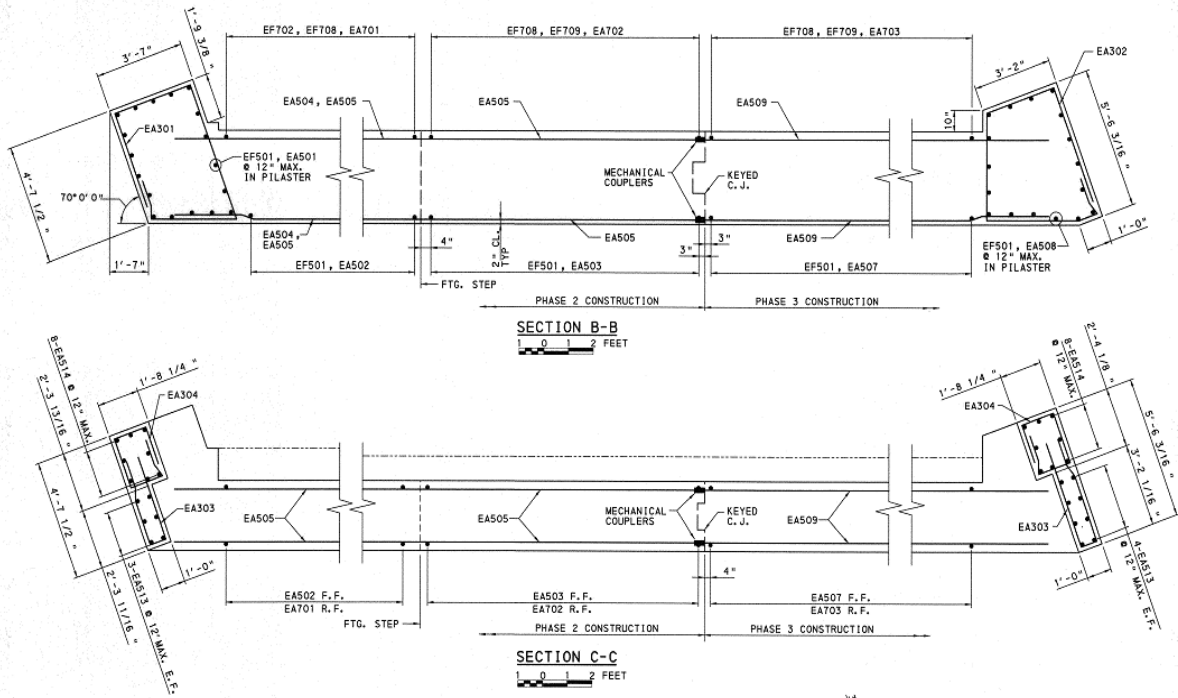 1'-9 3/8 "
3'-7"
EF702, EF708, EA701
EF708, EF709, EA702
EF708, EF709, EA703
EA302
3'-2"
EA504, EA505
EA505
EA509
10"
5'-6 3/16 "
EA301
EF501, EA501
@ 12" MAX.
IN PILASTER
MECHANICAL
COUPLERS
KEYED
C.J.
4'-7 1/2 "
70°0'0"
EA504,
EA505
4"
2" CL.
TYP
EA505
3"
3"
EA509
1'-0"
EF501, EA508
@ 12" MAX.
IN PILASTER
1'-7"
EF501, EA502
EF501, EA503
EF501, EA507
FTG. STEP
PHASE 2 CONSTRUCTION
PHASE 3 CONSTRUCTION
SECTION B-B
1 0 1 2 FEET
8-EA514 @ 12" MAX.
2'-3 13/16 "
1'-8 1/4 "
EA304
1'-8 1/4 "
EA304
8-EA514
@ 12" MAX.
2'-4 1/8 "
5'-6 3/16 "
3'-2 1/16 "
4'-7 1/2 "
EA303
EA505
EA505
MECHANICAL
COUPLERS
KEYED
C.J.
EA509
EA303
4-EA513
@ 12" MAX. E.F.
1'-0"
1'-0"
2'-3 11/16 "
3-EA513 @ 12" MAX. E.F.
4"
EA502 F.F.
EA701 R.F.
EA503 F.F.
EA702 R.F.
EA507 F.F.
EA703 R.F.
FTG. STEP
PHASE 2 CONSTRUCTION
PHASE 3 CONSTRUCTION
SECTION C-C
1 0 1 2 FEET